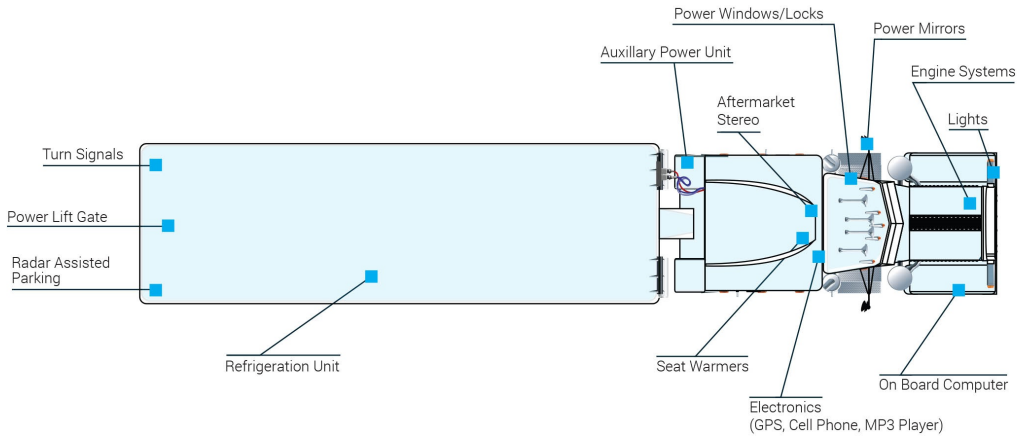 Power Windows/Locks
Power Mirrors
Auxillary Power Unit
Engine Systems
Aftermarket
Stereo
Lights
Turn Signals
Power Lift Gate
Radar Assisted
Parking
Refrigeration Unit
Seat Warmers
On Board Computer
Electronics
(GPS, Cell Phone, MP3 Player)